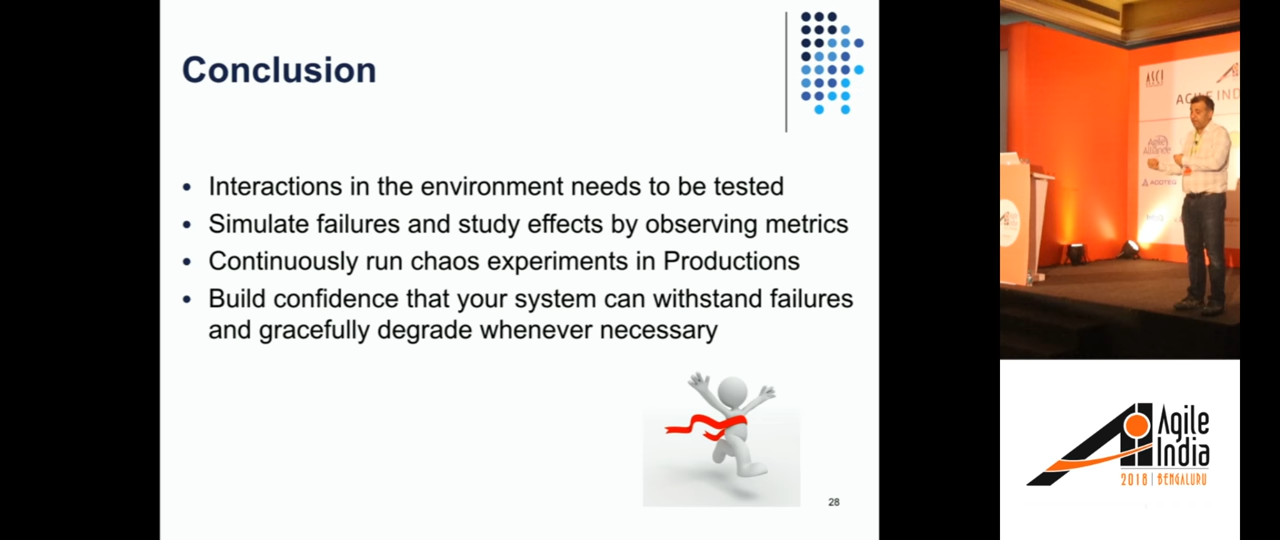 Conclusion
• Interactions in the environment needs to be tested
• Simulate failures and study effects by observing metrics
• Continuously run chaos experiments in Productions
• Build confidence that your system can withstand failures
and gracefully degrade whenever necessary
28
ASCI
Agile
Alliance
Agile
India
2018 | BENGALURU